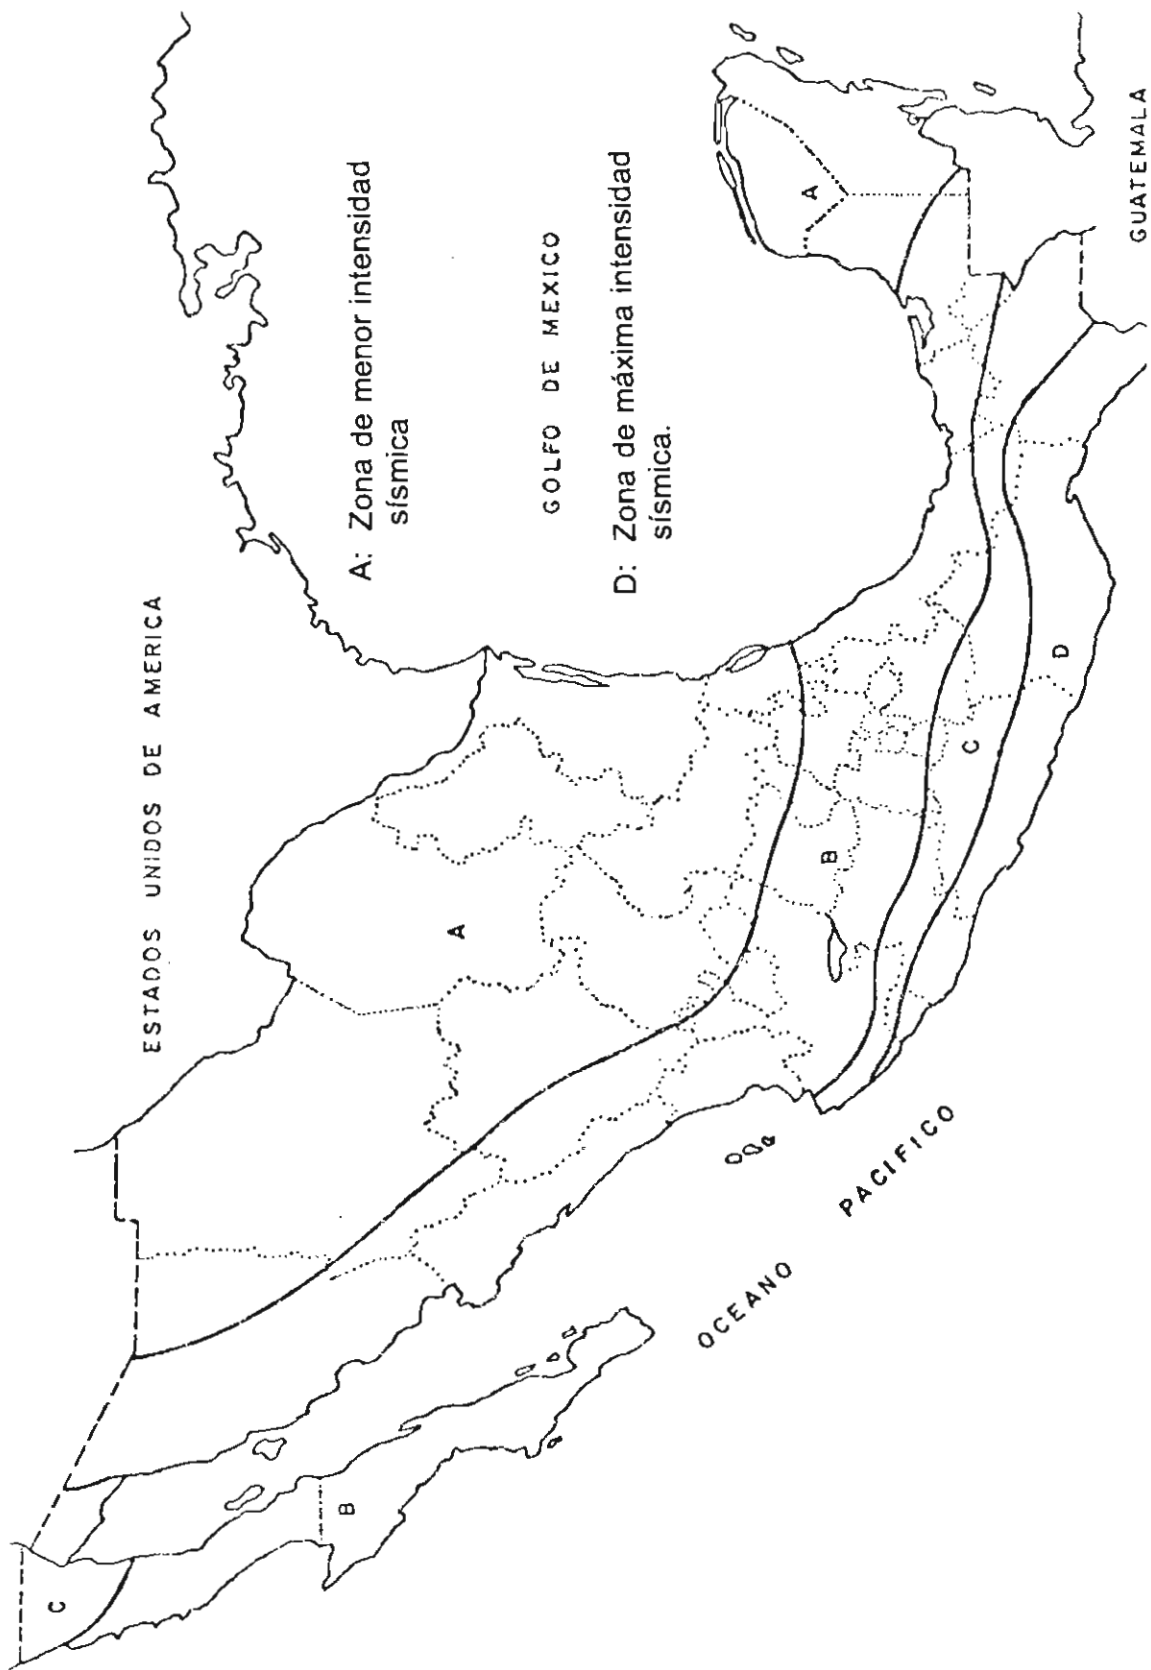 ESTADOS UNIDOS DE AMERICA
A: Zona de menor intensidad
sísmica
GOLFO DE MEXICO
D: Zona de máxima intensidad
sísmica.
C
A
B
A
B
C
D
OCEANO
PACIFICO
GUATEMALA